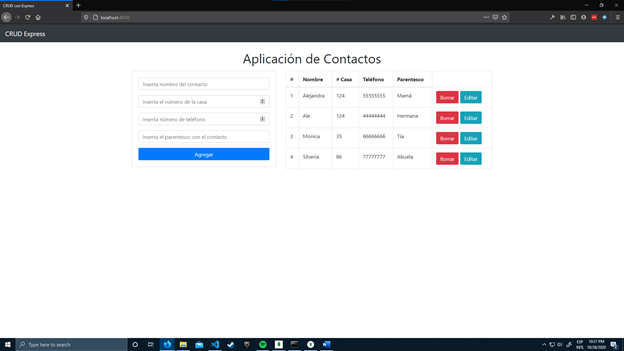 CRUD con Express
localhost:8080
CRUD Express
Aplicación de Contactos
Inserta nombre del contacto
Inserta el número de la casa
Inserta número de teléfono
Inserta el parentesco con el contacto
Agregar
# Nombre # Casa Teléfono Parentesco
1 Alejandra 124 55555555 Mamá Borrar Editar
2 Ale 124 44444444 Hermana Borrar Editar
3 Monica 35 66666666 Tía Borrar Editar
4 Silveria 86 77777777 Abuela Borrar Editar
Type here to search
ESP
INTL
10:37 PM
10/28/2020